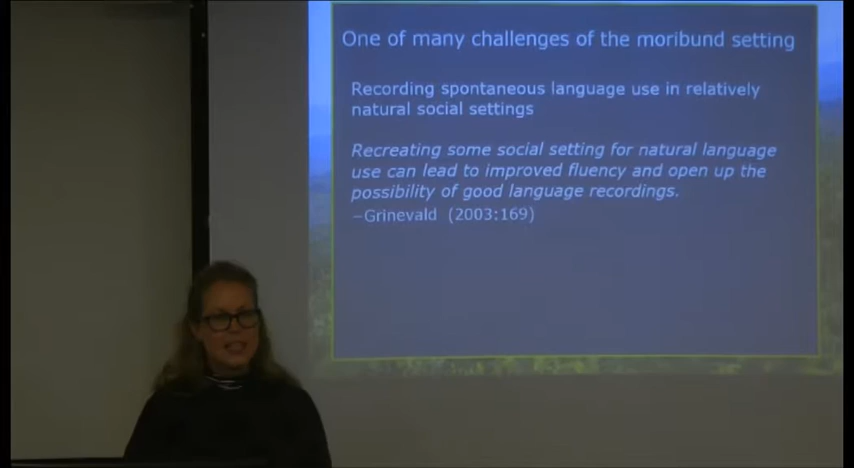 One of many challenges of the moribund setting
Recording spontaneous language use in relatively
natural social settings
Recreating some social setting for natural language
use can lead to improved fluency and open up the
possibility of good language recordings.
–Grinevald (2003:169)